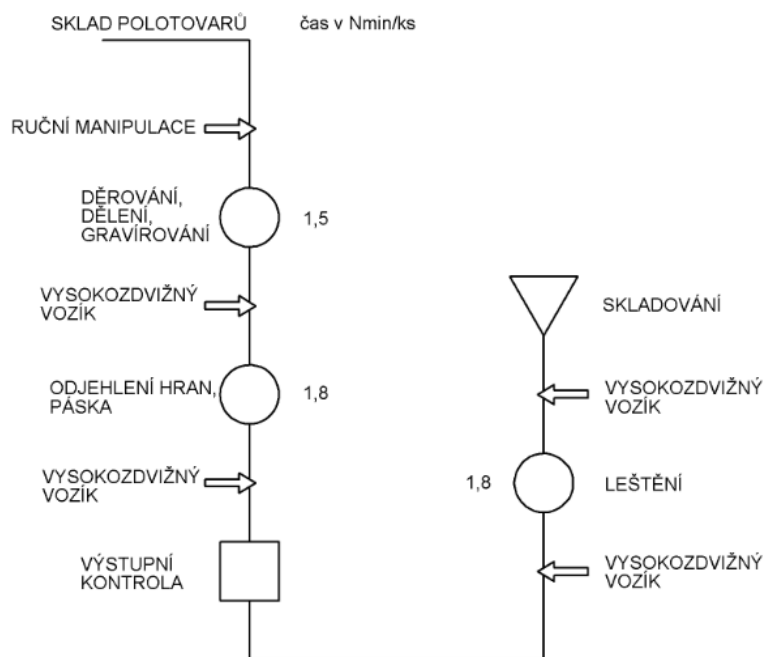 SKLAD POLOTOVARŮ
čas v Nmin/ks
RUČNÍ MANIPULACE
DĚROVÁNÍ,
DĚLENÍ,
GRAVÍROVÁNÍ
1,5
VYSOKOZDVIŽNÝ
VOZÍK
ODJEHLENÍ HRAN,
PÁSKA
1,8
VYSOKOZDVIŽNÝ
VOZÍK
VÝSTUPNÍ
KONTROLA
SKLADOVÁNÍ
VYSOKOZDVIŽNÝ
VOZÍK
1,8
LEŠTĚNÍ
VYSOKOZDVIŽNÝ
VOZÍK